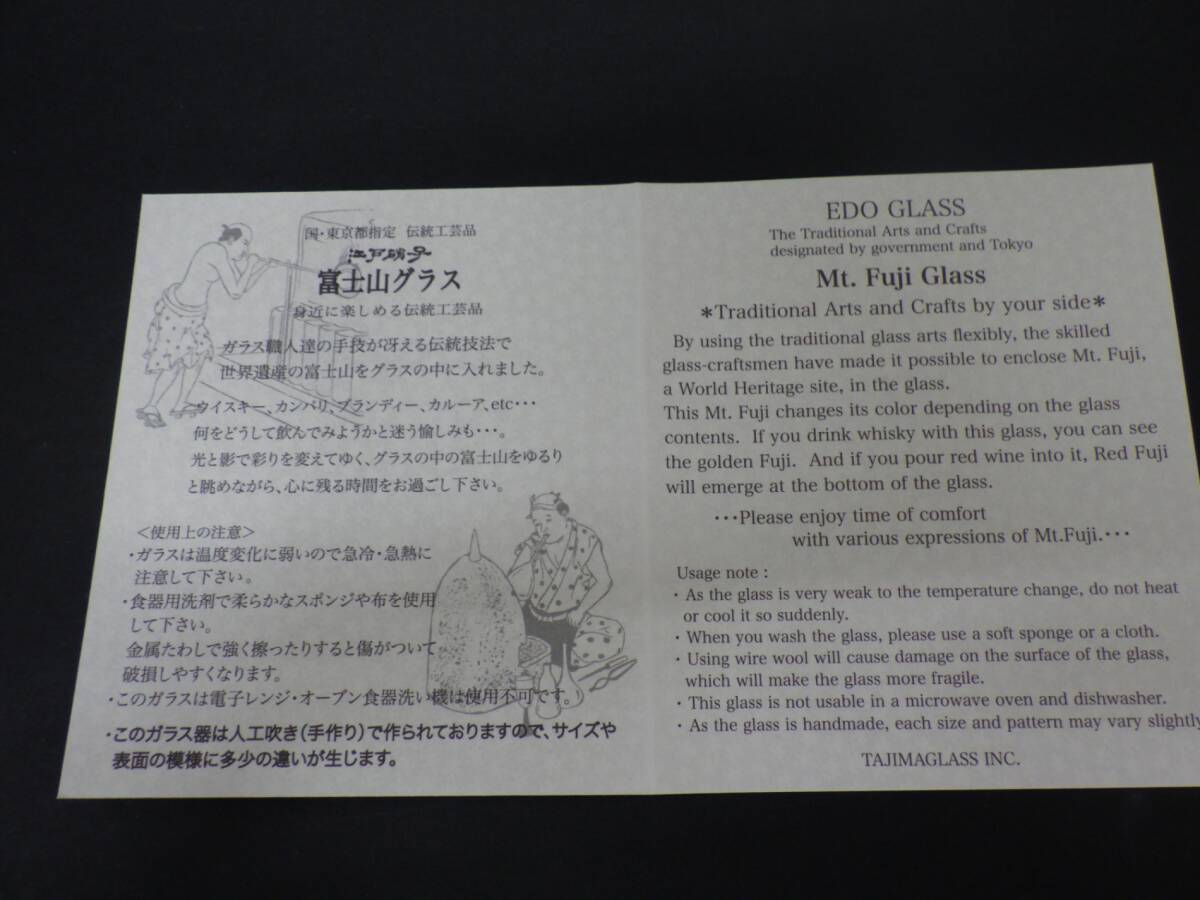 国・東京都指定 伝統工芸品
江戸硝子
富士山グラス
身近に楽しめる伝統工芸品
ガラス職人達の手技が冴える伝統技法で
世界遺産の富士山をグラスの中に入れました。
ウイスキー、カンパリ、ブランディー、カルーア、etc・・・
何をどうして飲んでみようかと迷う愉しみも・・・。
光と影で彩りを変えてゆく、グラスの中の富士山をゆるり
と眺めながら、心に残る時間をお過ごし下さい。
＜使用上の注意＞
・ガラスは温度変化に弱いので急冷・急熱に
注意して下さい。
・食器用洗剤で柔らかなスポンジや布を使用
して下さい。
金属たわしで強く擦ったりすると傷がついて
破損しやすくなります。
・このガラスは電子レンジ・オーブン食器洗い機は使用不可です。
・このガラス器は人工吹き(手作り)で作られておりますので、サイズや
表面の模様に多少の違いが生じます。
EDO GLASS
The Traditional Arts and Crafts
designated by government and Tokyo
Mt. Fuji Glass
*Traditional Arts and Crafts by your side*
By using the traditional glass arts flexibly, the skilled
glass-craftsmen have made it possible to enclose Mt. Fuji,
a World Heritage site, in the glass.
This Mt. Fuji changes its color depending on the glass
contents. If you drink whisky with this glass, you can see
the golden Fuji. And if you pour red wine into it, Red Fuji
will emerge at the bottom of the glass.
・・・Please enjoy time of comfort
with various expressions of Mt.Fuji.・・・
Usage note :
・As the glass is very weak to the temperature change, do not heat
or cool it so suddenly.
・When you wash the glass, please use a soft sponge or a cloth.
・Using wire wool will cause damage on the surface of the glass,
which will make the glass more fragile.
・This glass is not usable in a microwave oven and dishwasher.
・As the glass is handmade, each size and pattern may vary slightly
TAJIMAGLASS INC.